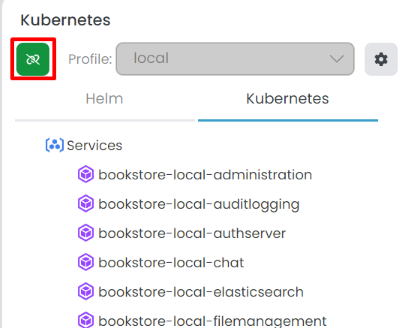 Kubernetes
Profile: local
Helm Kubernetes
Services
bookstore-local-administration
bookstore-local-auditlogging
bookstore-local-authserver
bookstore-local-chat
bookstore-local-elasticsearch
bookstore-local-filemanagement